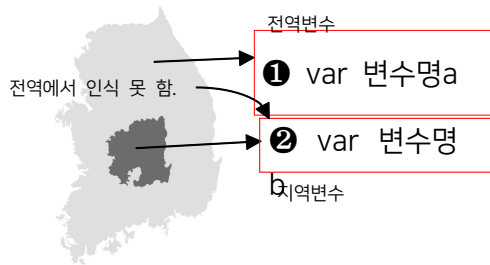 전역변수
❶ var 변수명a
전역에서 인식 못 함.
❷ var 변수명
b
지역변수